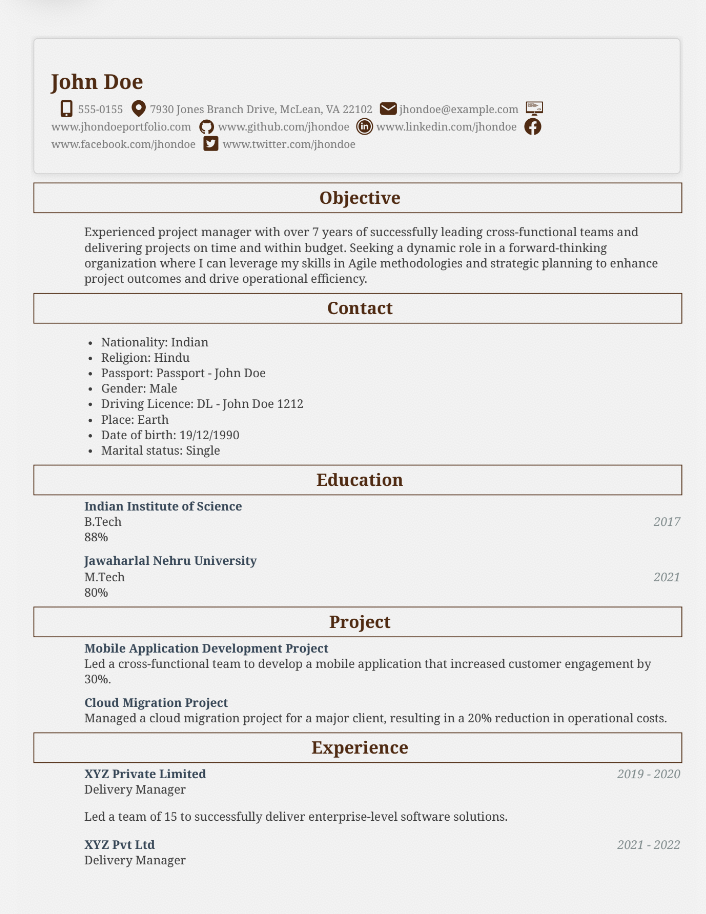 John Doe
555-0155 7930 Jones Branch Drive, McLean, VA 22102 jhondoe@example.com
www.jhondoeportfolio.com www.github.com/jhondoe www.linkedin.com/jhondoe
www.facebook.com/jhondoe www.twitter.com/jhondoe
Objective
Experienced project manager with over 7 years of successfully leading cross-functional teams and
delivering projects on time and within budget. Seeking a dynamic role in a forward-thinking
organization where I can leverage my skills in Agile methodologies and strategic planning to enhance
project outcomes and drive operational efficiency.
Contact
• Nationality: Indian
• Religion: Hindu
• Passport: Passport - John Doe
• Gender: Male
• Driving Licence: DL - John Doe 1212
• Place: Earth
• Date of birth: 19/12/1990
• Marital status: Single
Education
Indian Institute of Science
B.Tech 2017
88%
Jawaharlal Nehru University
M.Tech 2021
80%
Project
Mobile Application Development Project
Led a cross-functional team to develop a mobile application that increased customer engagement by
30%.
Cloud Migration Project
Managed a cloud migration project for a major client, resulting in a 20% reduction in operational costs.
Experience
XYZ Private Limited 2019 - 2020
Delivery Manager
Led a team of 15 to successfully deliver enterprise-level software solutions.
XYZ Pvt Ltd 2021 - 2022
Delivery Manager